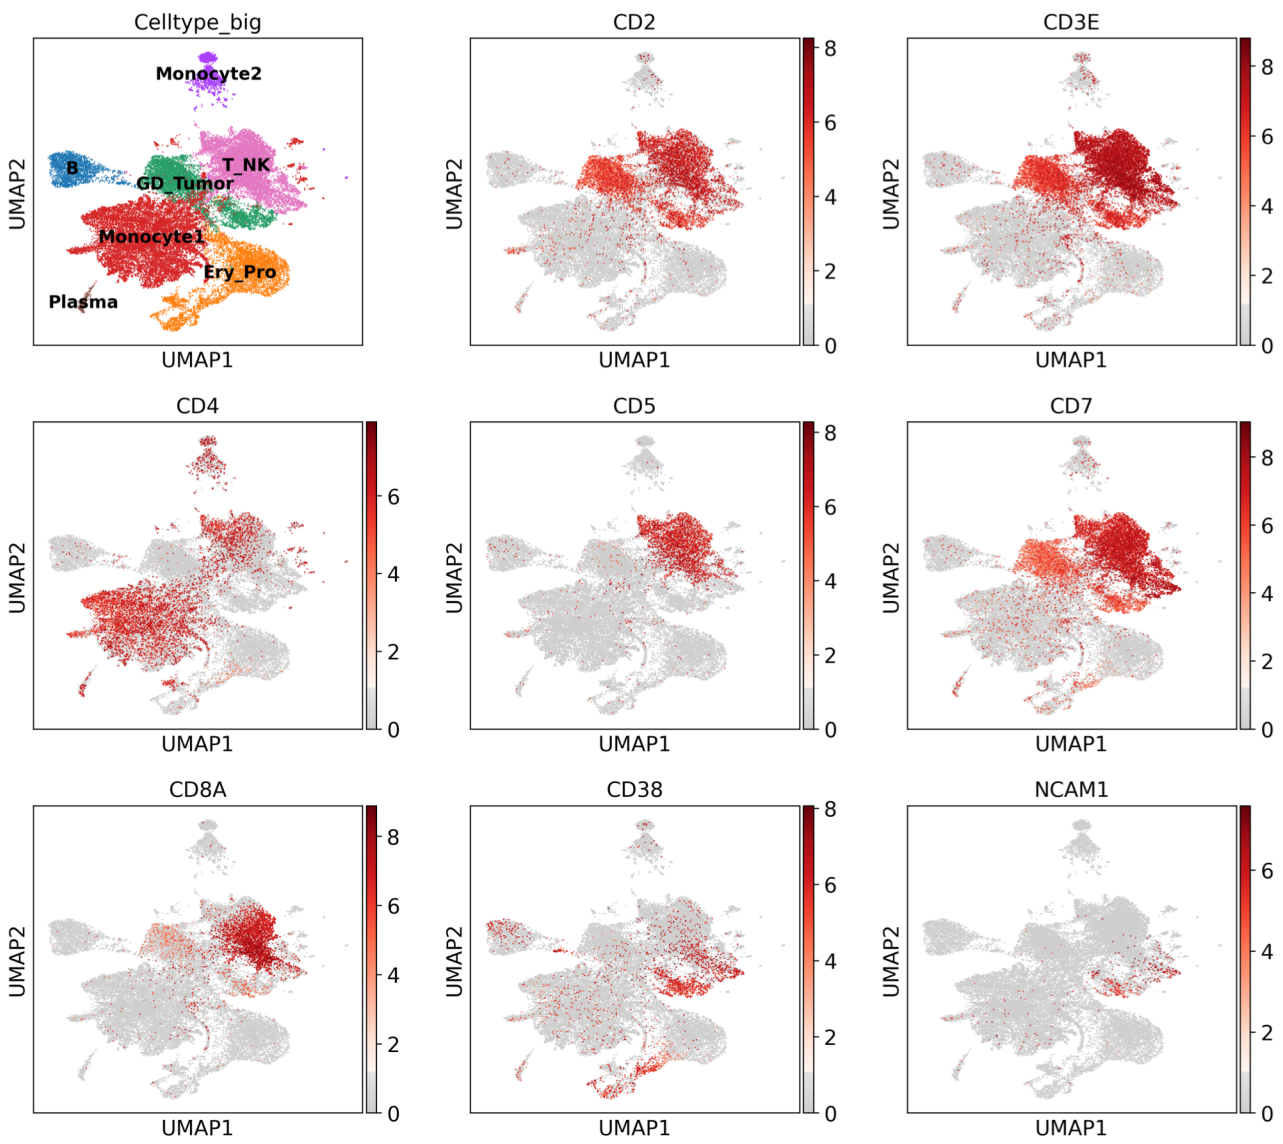 Celltype_big
CD2
CD3E
Monocyte2
B
T_NK
GD_Tumor
Monocyte1
Ery_Pro
Plasma
UMAP2
UMAP1
8
6
4
2
0
UMAP2
UMAP1
8
6
4
2
0
UMAP2
UMAP1
CD4
CD5
CD7
6
4
2
0
UMAP2
UMAP1
8
6
4
2
0
UMAP2
UMAP1
8
6
4
2
0
UMAP2
UMAP1
CD8A
CD38
NCAM1
8
6
4
2
0
UMAP2
UMAP1
8
6
4
2
0
UMAP2
UMAP1
6
4
2
0
UMAP2
UMAP1